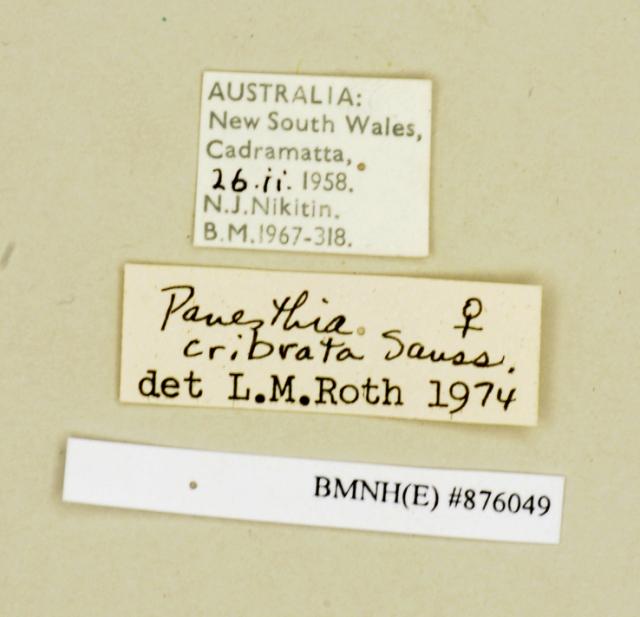 AUSTRALIA:
New South Wales,
Cadramatta,
26.ii. 1958.
N.J.Nikitin.
B.M.1967-318.
Panesthia ♀
cribrata Sauss.
det L.M.Roth 1974
BMNH(E) #876049